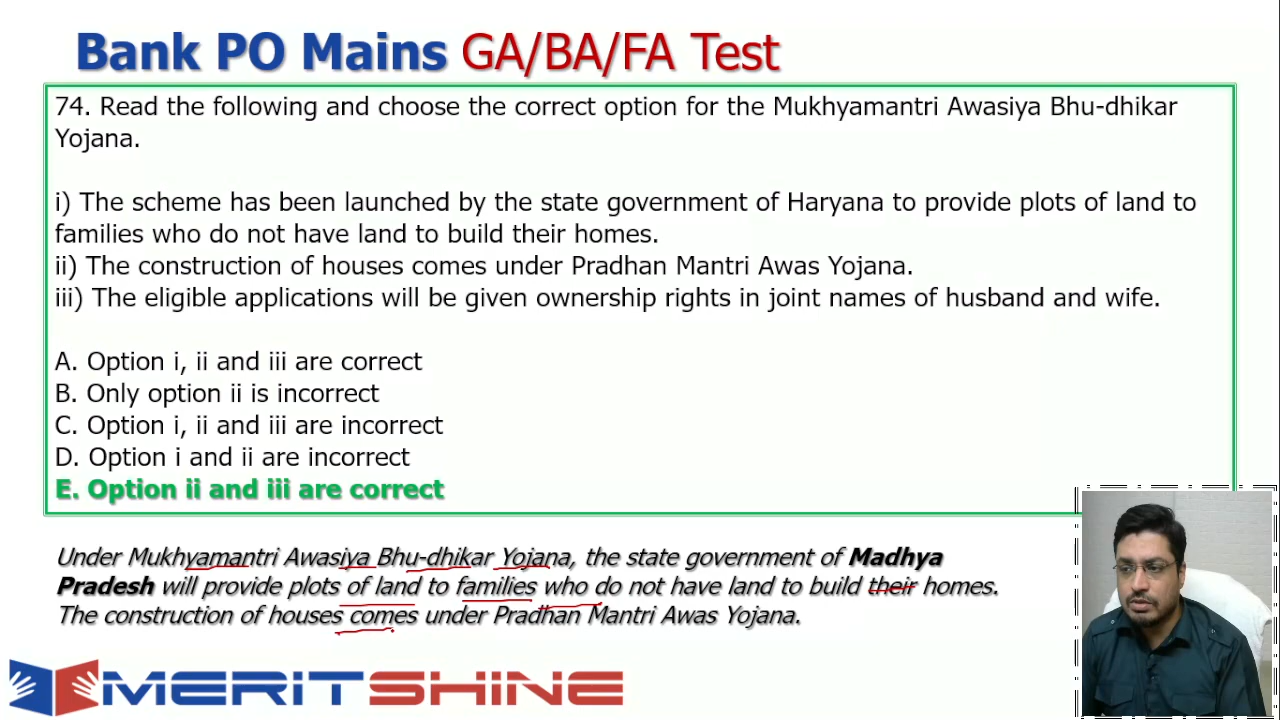 Bank PO Mains GA/BA/FA Test
74. Read the following and choose the correct option for the Mukhyamantri Awasiya Bhu-dhikar
Yojana.
i) The scheme has been launched by the state government of Haryana to provide plots of land to
families who do not have land to build their homes.
ii) The construction of houses comes under Pradhan Mantri Awas Yojana.
iii) The eligible applications will be given ownership rights in joint names of husband and wife.
A. Option i, ii and iii are correct
B. Only option ii is incorrect
C. Option i, ii and iii are incorrect
D. Option i and ii are incorrect
E. Option ii and iii are correct
Under Mukhyamantri Awasiya Bhu-dhikar Yojana, the state government of Madhya
Pradesh will provide plots of land to families who do not have land to build their homes.
The construction of houses comes under Pradhan Mantri Awas Yojana.
MERITSHINE